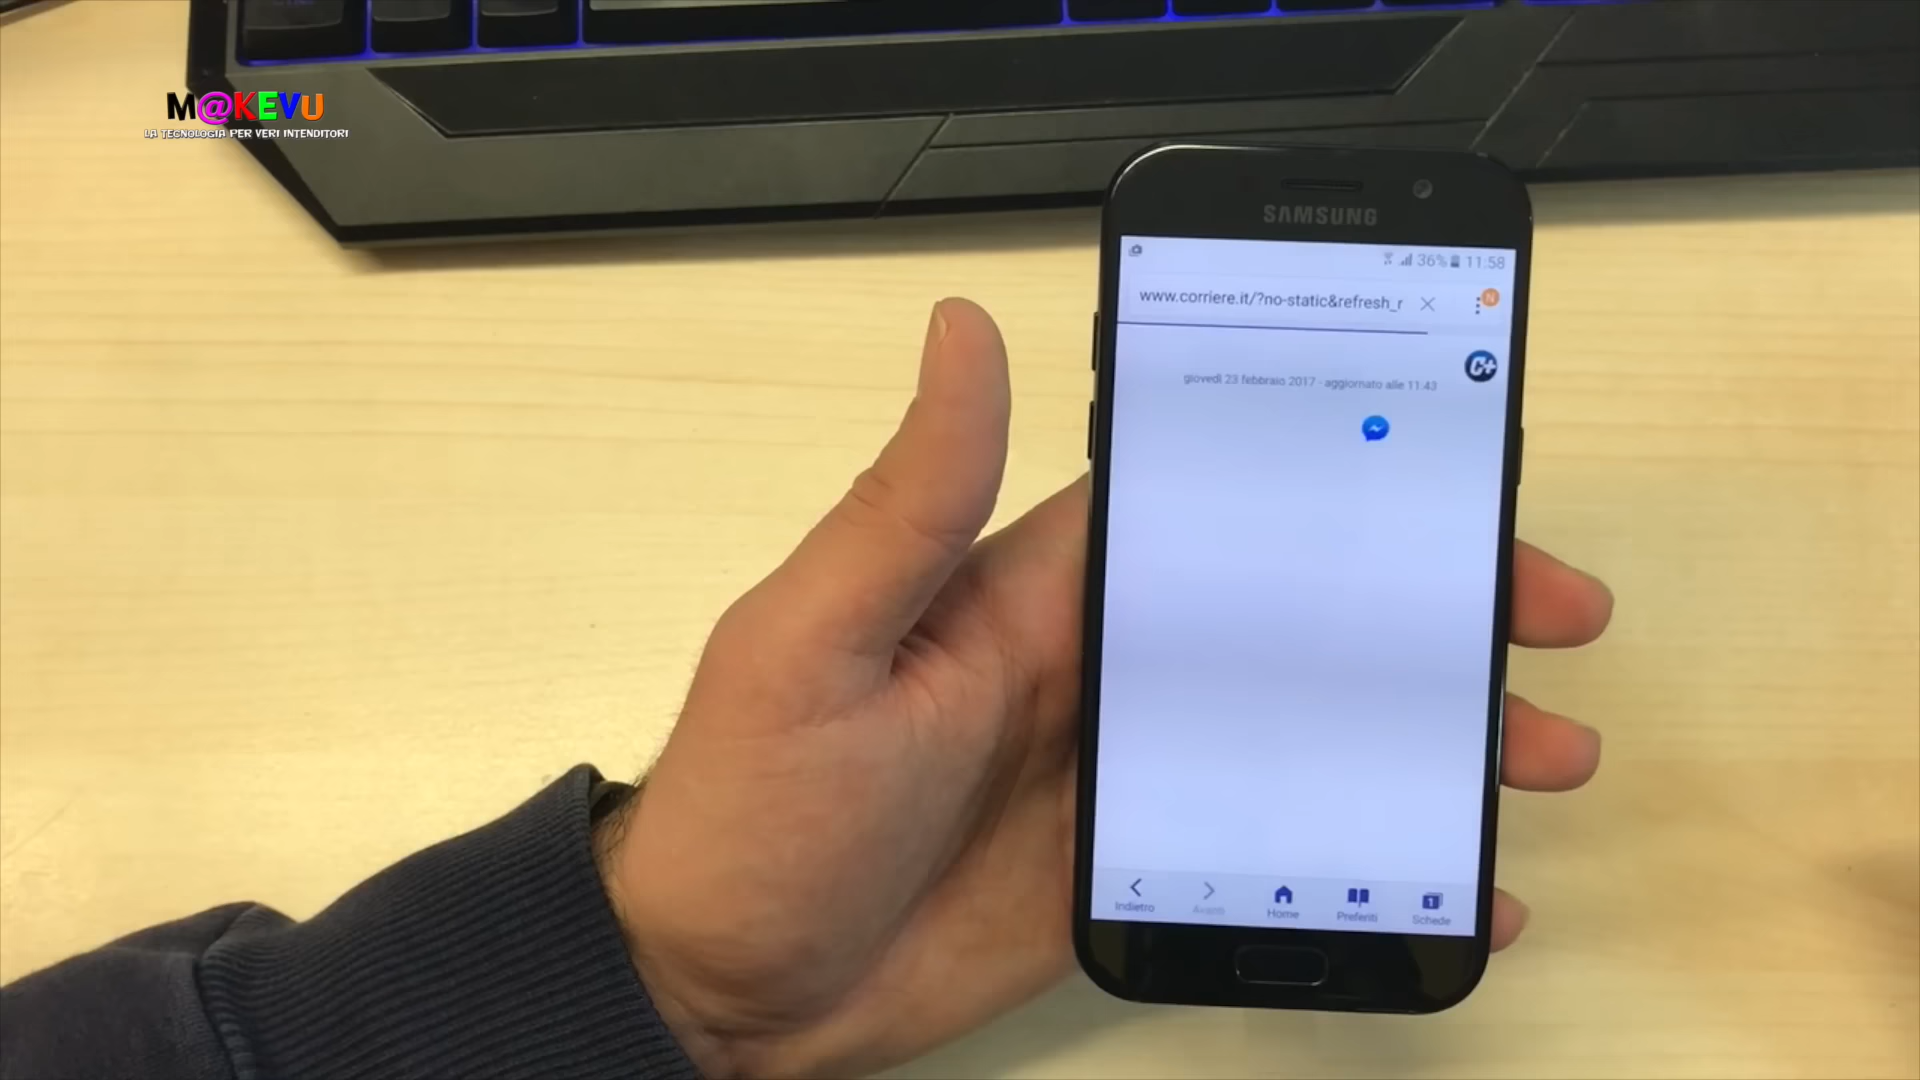 M@KEVU
LA TECNOLOGIA PER VERI INTENDITORI
SAMSUNG
36% 11:58
www.corriere.it/?no-static&refresh_r
N
C+
giovedì 23 febbraio 2017 - aggiornato alle 11:43
1
Indietro Avanti Home Preferiti Schede